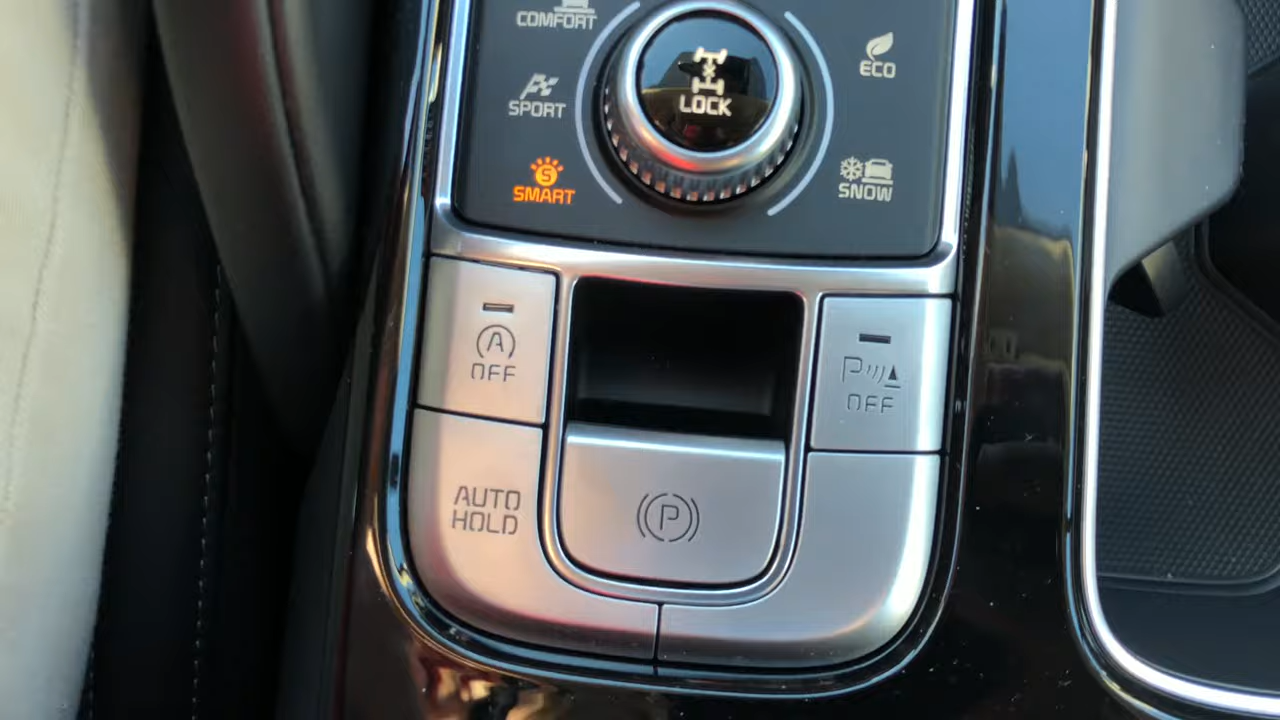 COMFORT
ECO
LOCK
SPORT
S
SMART
SNOW
A
OFF
P
OFF
AUTO
HOLD
P